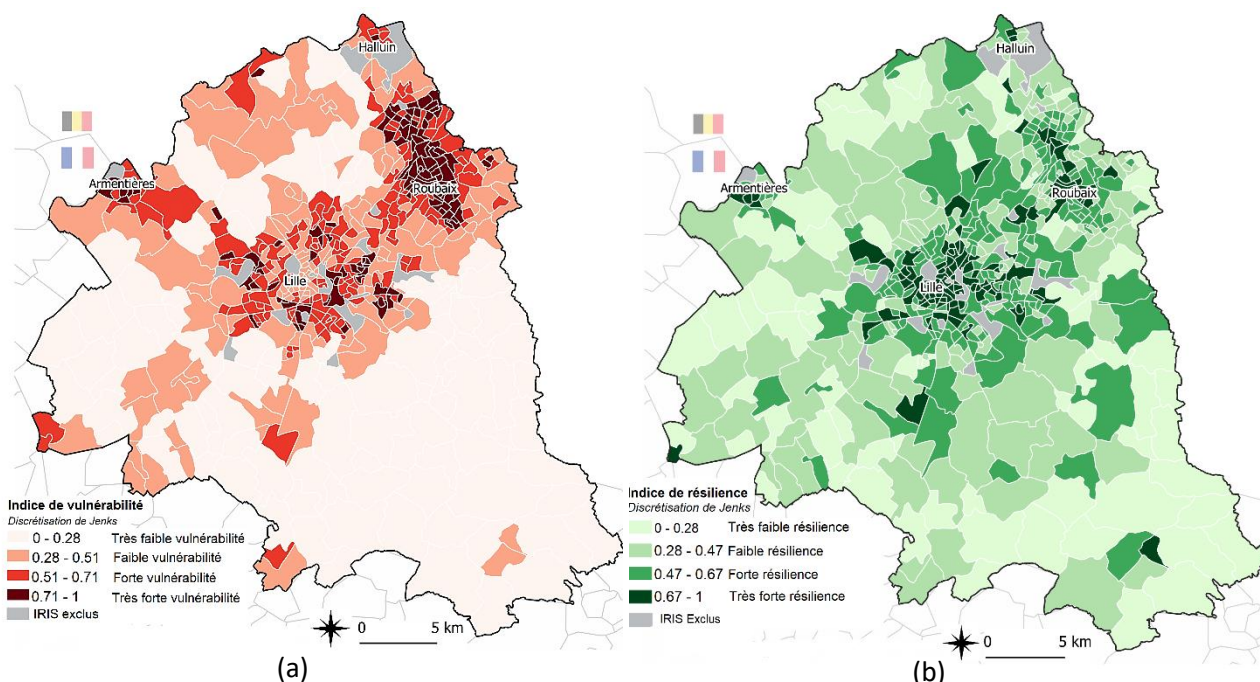 Halluin
Armentières
Roubaix
Lille
Indice de vulnérabilité
Discrétisation de Jenks
0 - 0.28 Très faible vulnérabilité
0.28 - 0.51 Faible vulnérabilité
0.51 - 0.71 Forte vulnérabilité
0.71 - 1 Très forte vulnérabilité
IRIS exclus
0 5 km
(a)
Halluin
Armentières
Roubaix
Lille
Indice de résilience
Discrétisation de Jenks
0 - 0.28 Très faible résilience
0.28 - 0.47 Faible résilience
0.47 - 0.67 Forte résilience
0.67 - 1 Très forte résilience
IRIS Exclus
0 5 km
(b)